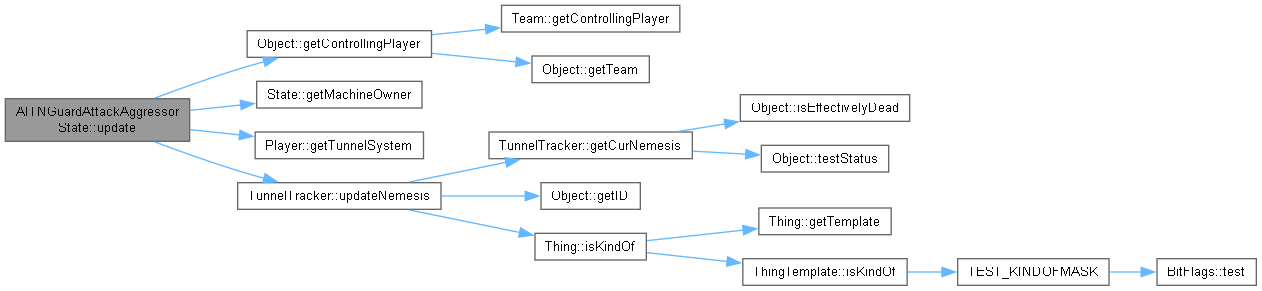 AITNGuardAttackAggressor
State::update
Object::getControllingPlayer
Team::getControllingPlayer
Object::getTeam
State::getMachineOwner
Player::getTunnelSystem
TunnelTracker::updateNemesis
TunnelTracker::getCurNemesis
Object::isEffectivelyDead
Object::testStatus
Object::getID
Thing::isKindOf
Thing::getTemplate
ThingTemplate::isKindOf
TEST_KINDOFMASK
BitFlags::test